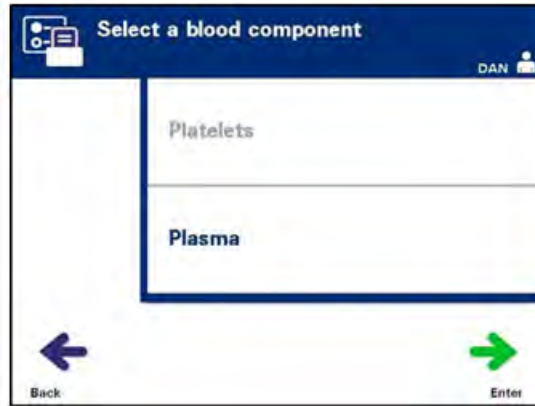 Select a blood component
DAN
Platelets
Plasma
Back
Enter